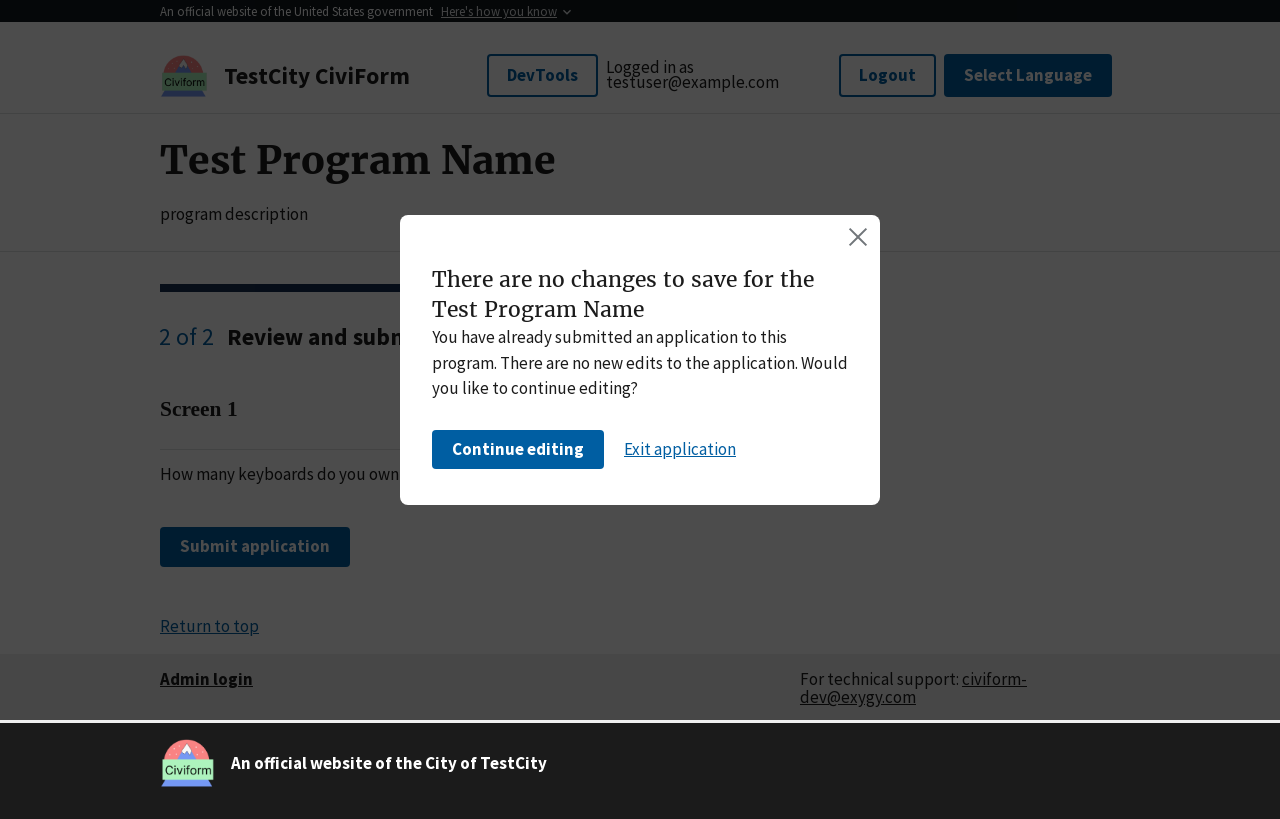 An official website of the United States government Here's how you know
Civiform
TestCity CiviForm
DevTools
Logged in as
testuser@example.com
Logout
Select Language
Test Program Name
program description
There are no changes to save for the
Test Program Name
You have already submitted an application to this
program. There are no new edits to the application. Would
you like to continue editing?
Continue editing
Exit application
2 of 2 Review and subm
Screen 1
How many keyboards do you own
Submit application
Return to top
Admin login
For technical support: civiform-
dev@exygy.com
Civiform
An official website of the City of TestCity